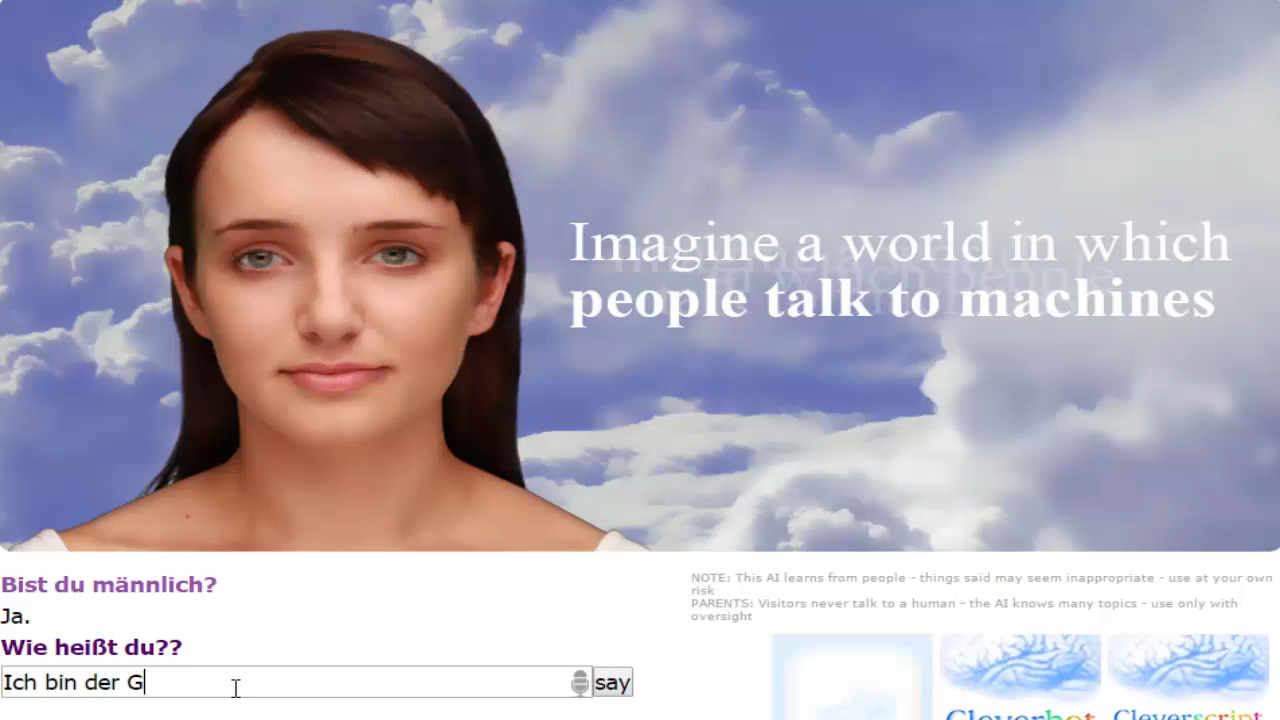 Imagine a world in which
people talk to machines
Bist du männlich?
Ja.
Wie heißt du??
Ich bin der G
say
NOTE: This AI learns from people - things said may seem inappropriate - use at your own
risk
PARENTS: Visitors never talk to a human - the AI knows many topics - use only with
oversight
Cleverbot Cleverscript